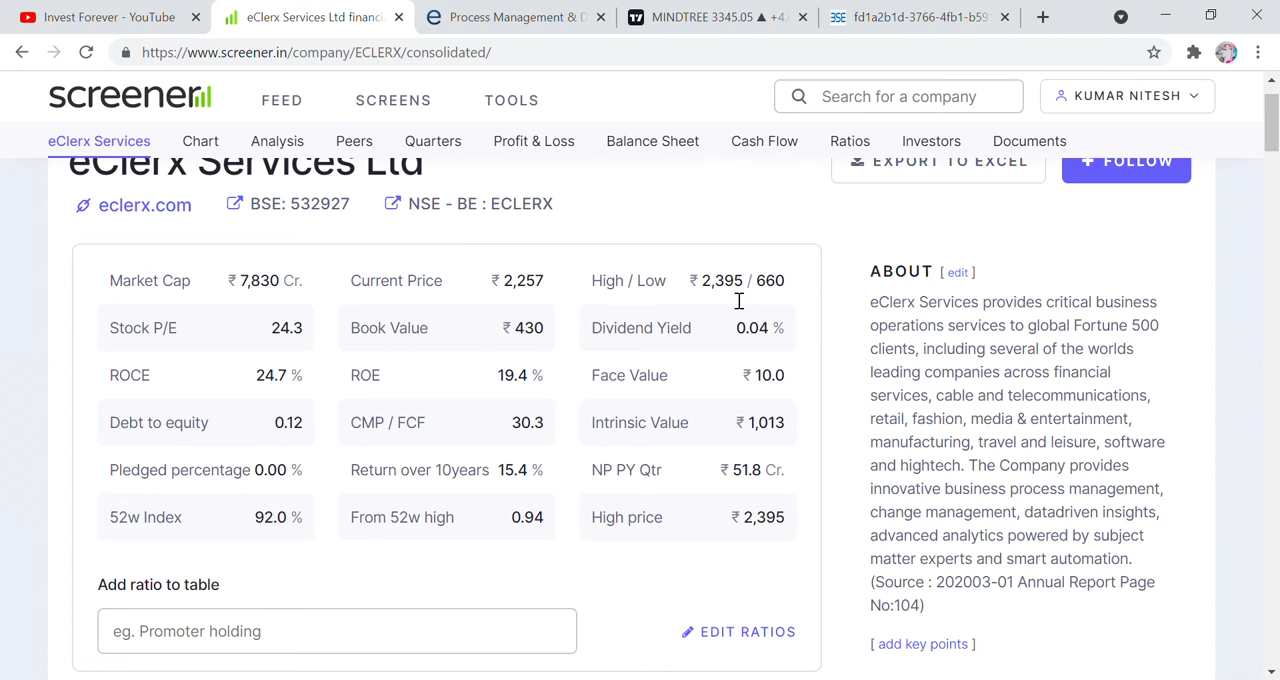 Invest Forever - YouTube
eClerx Services Ltd financi
Process Management & D
MINDTREE 3345.05 ▲ +4.
fd1a2b1d-3766-4fb1-b59
https://www.screener.in/company/ECLERX/consolidated/
screener
FEED
SCREENS
TOOLS
Search for a company
KUMAR NITESH
eClerx Services
Chart
Analysis
Peers
Quarters
Profit & Loss
Balance Sheet
Cash Flow
Ratios
Investors
Documents
eClerx Services Ltd
EXPORT TO EXCEL
+ FOLLOW
eclerx.com
BSE: 532927
NSE - BE : ECLERX
Market Cap ₹ 7,830 Cr.
Current Price ₹ 2,257
High / Low ₹ 2,395 / 660
Stock P/E 24.3
Book Value ₹ 430
Dividend Yield 0.04 %
ROCE 24.7 %
ROE 19.4 %
Face Value ₹ 10.0
Debt to equity 0.12
CMP / FCF 30.3
Intrinsic Value ₹ 1,013
Pledged percentage 0.00 %
Return over 10years 15.4 %
NP PY Qtr ₹ 51.8 Cr.
52w Index 92.0 %
From 52w high 0.94
High price ₹ 2,395
Add ratio to table
eg. Promoter holding
EDIT RATIOS
ABOUT [ edit ]
eClerx Services provides critical business
operations services to global Fortune 500
clients, including several of the worlds
leading companies across financial
services, cable and telecommunications,
retail, fashion, media & entertainment,
manufacturing, travel and leisure, software
and hightech. The Company provides
innovative business process management,
change management, datadriven insights,
advanced analytics powered by subject
matter experts and smart automation.
(Source : 202003-01 Annual Report Page
No:104)
[ add key points ]